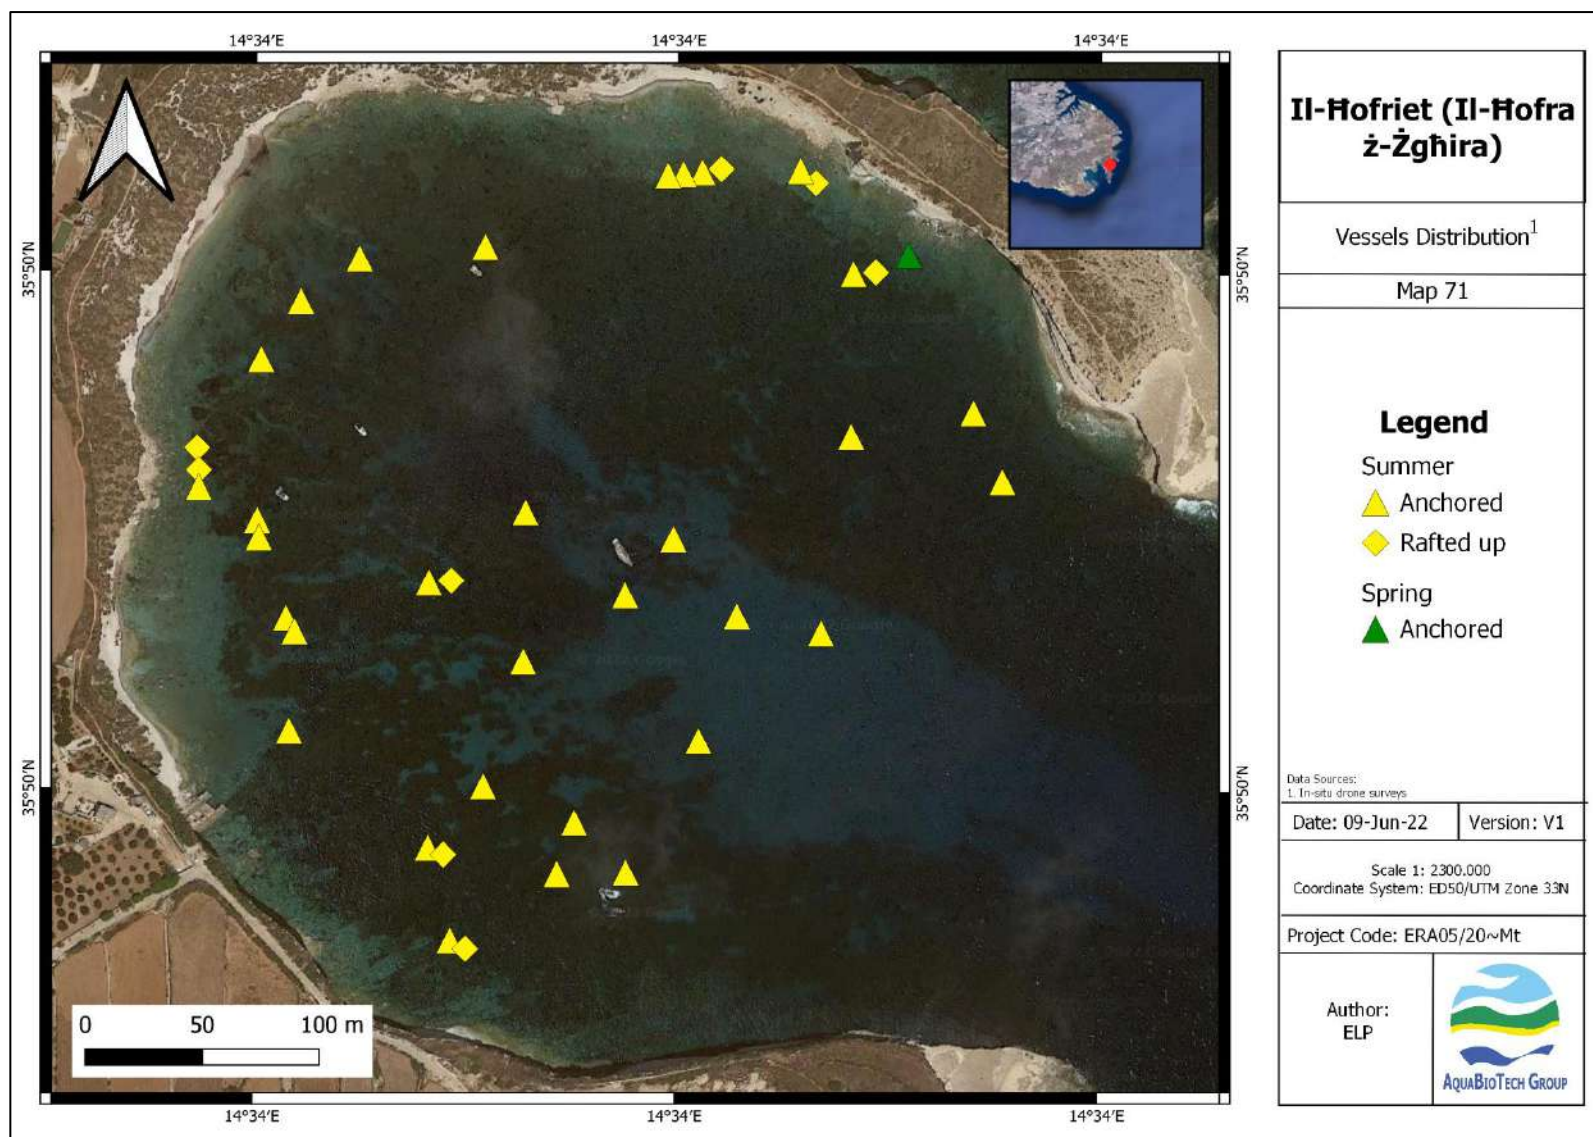 14°34'E
14°34'E
14°34'E
35°50'N
35°50'N
35°50'N
35°50'N
0 50 100 m
14°34'E
14°34'E
14°34'E
Il-Ħofriet (Il-Ħofra
ż-Żgħira)
Vessels Distribution1
Map 71
Legend
Summer
Anchored
Rafted up
Spring
Anchored
Data Sources:
1. In-situ drone surveys
Date: 09-Jun-22
Version: V1
Scale 1: 2300.000
Coordinate System: ED50/UTM Zone 33N
Project Code: ERA05/20~Mt
Author:
ELP
AQUABIOTECH GROUP